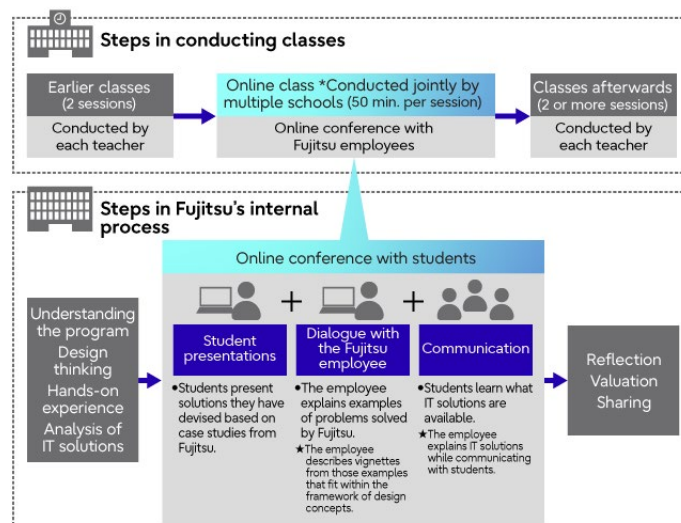 Steps in conducting classes
Earlier classes
(2 sessions)
Conducted by
each teacher
Online class *Conducted jointly by
multiple schools (50 min. per session)
Online conference with
Fujitsu employees
Classes afterwards
(2 or more sessions)
Conducted by
each teacher
Steps in Fujitsu's internal
process
Understanding
the program
Design
thinking
Hands-on
experience
Analysis of
IT solutions
Online conference with students
Student
presentations
•Students present
solutions they have
devised based on
case studies from
Fujitsu.
Dialogue with
the Fujitsu
employee
•The employee
explains examples
of problems solved
by Fujitsu.
★The employee
describes vignettes
from those examples
that fit within the
framework of design
concepts.
Communication
•Students learn what
IT solutions are
available.
★The employee
explains IT solutions
while communicating
with students.
Reflection
Valuation
Sharing